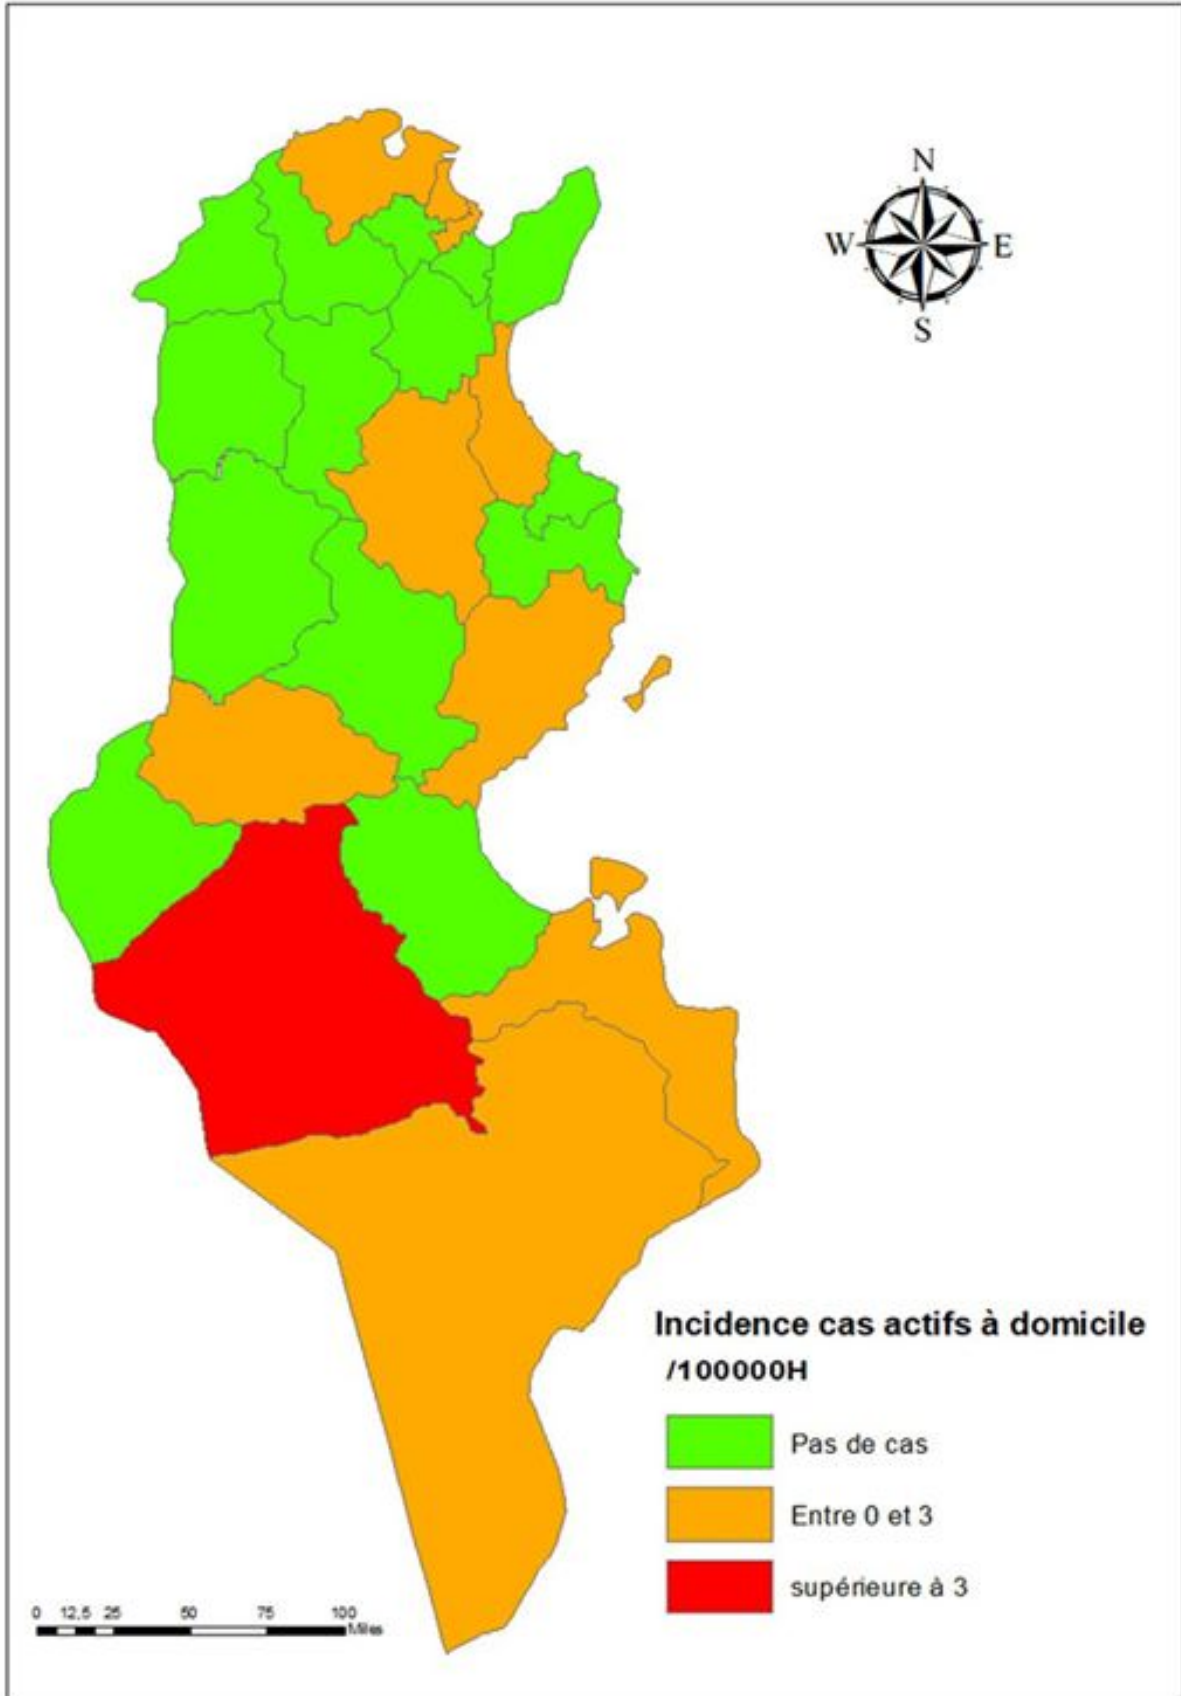 N
W E
S
Incidence cas actifs à domicile
/100000H
Pas de cas
Entre 0 et 3
supérieure à 3
0 12,5 25 50 75 100
Miles